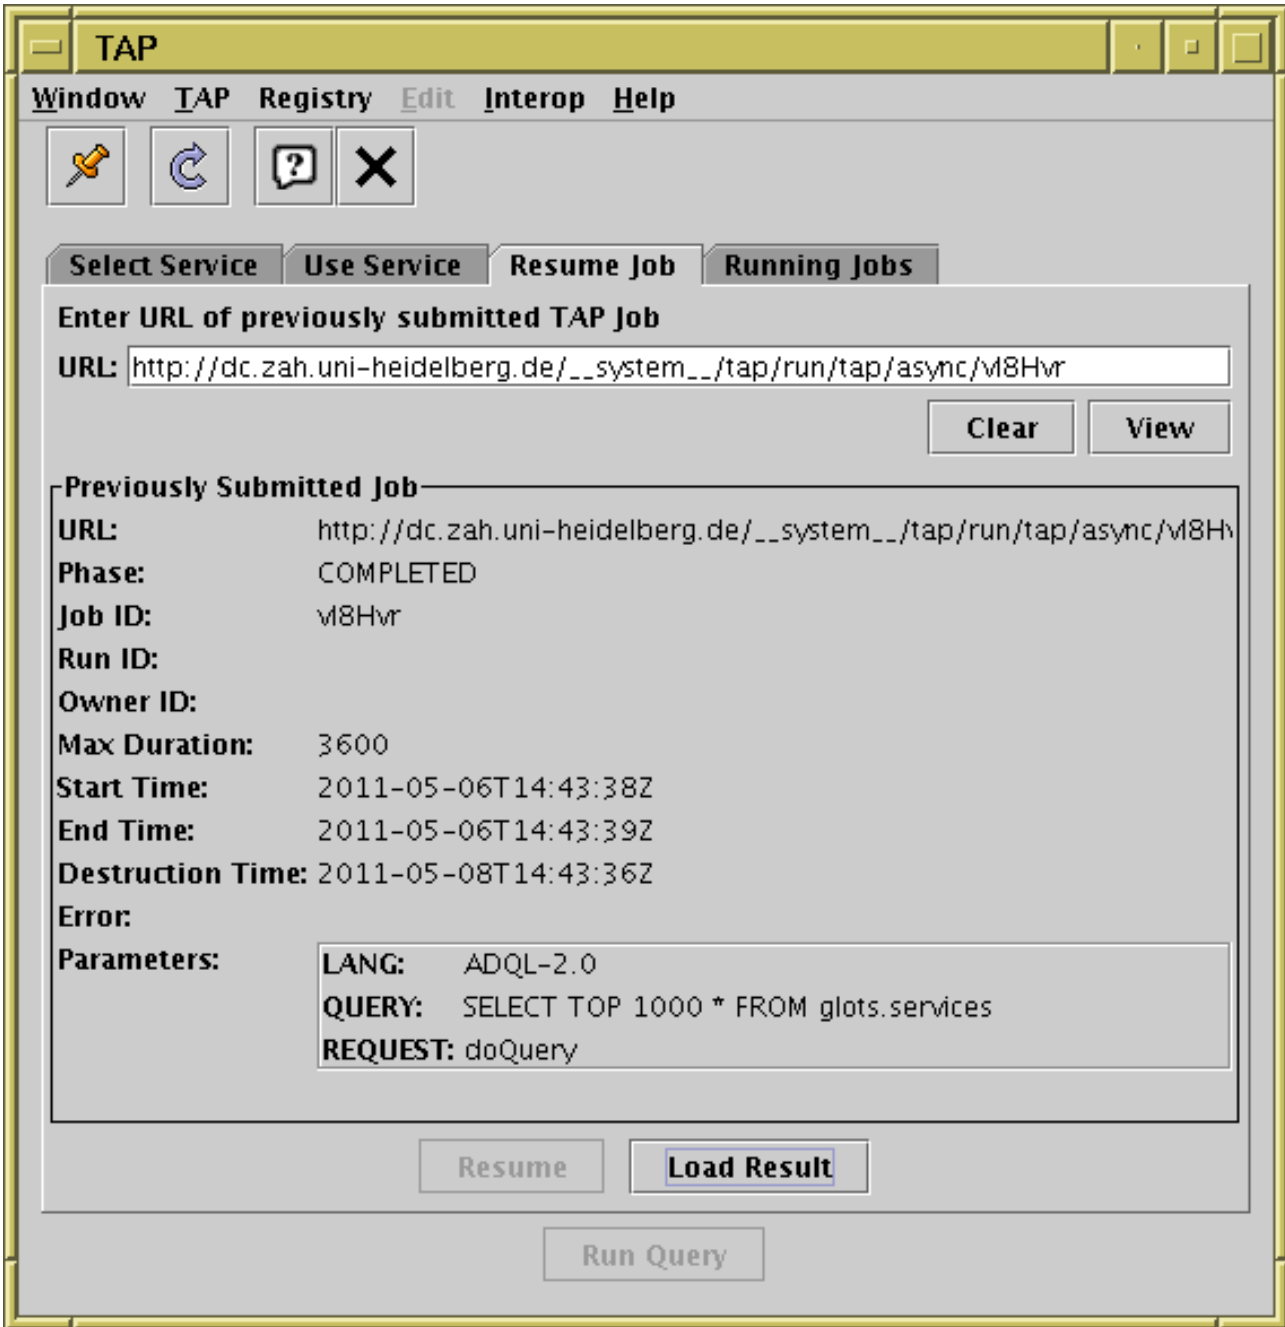 TAP
Window TAP Registry Edit Interop Help
Select Service Use Service Resume Job Running Jobs
Enter URL of previously submitted TAP Job
URL: http://dc.zah.uni-heidelberg.de/__system__/tap/run/tap/async/vl8Hvr
Clear View
Previously Submitted Job
URL: http://dc.zah.uni-heidelberg.de/__system__/tap/run/tap/async/vl8Hv
Phase: COMPLETED
Job ID: vl8Hvr
Run ID:
Owner ID:
Max Duration: 3600
Start Time: 2011-05-06T14:43:38Z
End Time: 2011-05-06T14:43:39Z
Destruction Time: 2011-05-08T14:43:36Z
Error:
Parameters:
LANG: ADQL-2.0
QUERY: SELECT TOP 1000 * FROM glots.services
REQUEST: doQuery
Resume Load Result
Run Query